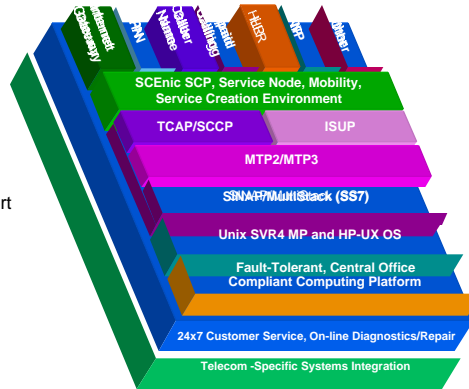 HLR
SCEnic SCP, Service Node, Mobility,
Service Creation Environment
TCAP/SCCP
ISUP
MTP2/MTP3
rt
SINAP/MultiStack (SS7)
Unix SVR4 MP and HP-UX OS
Fault-Tolerant, Central Office
Compliant Computing Platform
24x7 Customer Service, On-line Diagnostics/Repair
Telecom -Specific Systems Integration